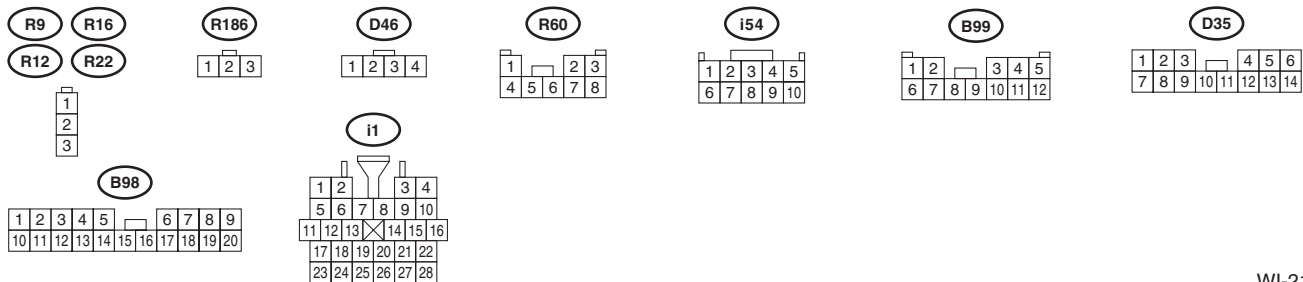 R9 R16 R186 D46 R60 i54 B99 D35
R12 R22
1 2 3
1 2 3 4
1 2 3
4 5 6 7 8
1 2 3 4 5
6 7 8 9 10
1 2 3 4 5
6 7 8 9 10 11 12
1 2 3 4 5 6
7 8 9 10 11 12 13 14
1
2
3
i1
B98
1 2 3 4
5 6 7 8 9 10
11 12 13 14 15 16
17 18 19 20 21 22
23 24 25 26 27 28
1 2 3 4 5 6 7 8 9
10 11 12 13 14 15 16 17 18 19 20